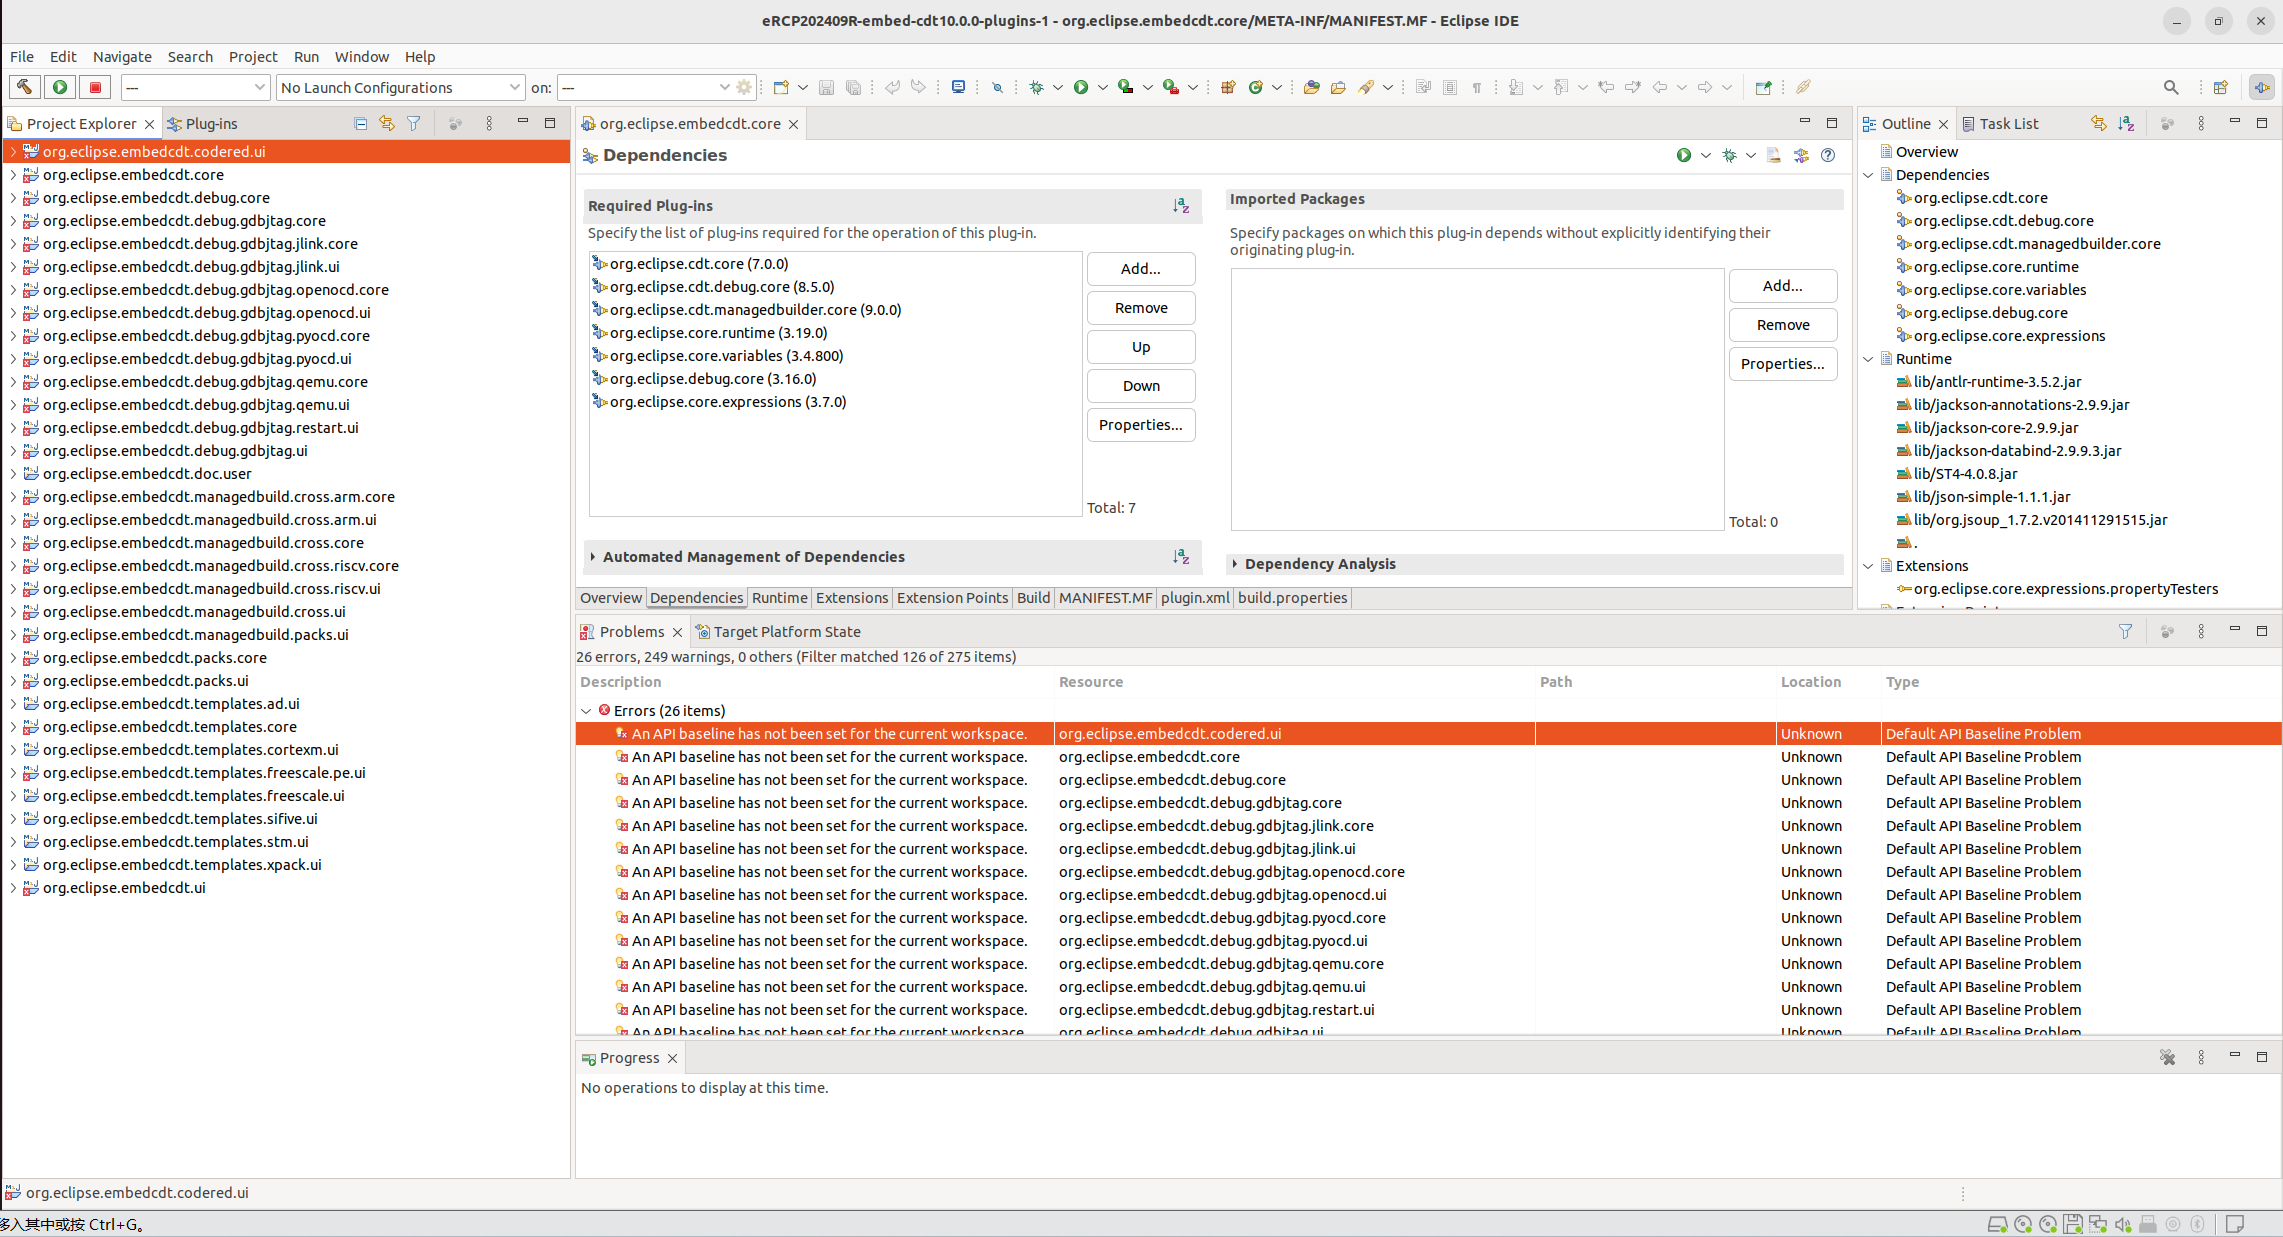 eRCP202409R-embed-cdt10.0.0-plugins-1 - org.eclipse.embedcdt.core/META-INF/MANIFEST.MF - Eclipse IDE
File Edit Navigate Search Project Run Window Help
--- No Launch Configurations on: ---
Project Explorer Plug-ins
org.eclipse.embedcdt.codered.ui
org.eclipse.embedcdt.core
org.eclipse.embedcdt.debug.core
org.eclipse.embedcdt.debug.gdbjtag.core
org.eclipse.embedcdt.debug.gdbjtag.jlink.core
org.eclipse.embedcdt.debug.gdbjtag.jlink.ui
org.eclipse.embedcdt.debug.gdbjtag.openocd.core
org.eclipse.embedcdt.debug.gdbjtag.openocd.ui
org.eclipse.embedcdt.debug.gdbjtag.pyocd.core
org.eclipse.embedcdt.debug.gdbjtag.pyocd.ui
org.eclipse.embedcdt.debug.gdbjtag.qemu.core
org.eclipse.embedcdt.debug.gdbjtag.qemu.ui
org.eclipse.embedcdt.debug.gdbjtag.restart.ui
org.eclipse.embedcdt.debug.gdbjtag.ui
org.eclipse.embedcdt.doc.user
org.eclipse.embedcdt.managedbuild.cross.arm.core
org.eclipse.embedcdt.managedbuild.cross.arm.ui
org.eclipse.embedcdt.managedbuild.cross.core
org.eclipse.embedcdt.managedbuild.cross.riscv.core
org.eclipse.embedcdt.managedbuild.cross.riscv.ui
org.eclipse.embedcdt.managedbuild.cross.ui
org.eclipse.embedcdt.managedbuild.packs.ui
org.eclipse.embedcdt.packs.core
org.eclipse.embedcdt.packs.ui
org.eclipse.embedcdt.templates.ad.ui
org.eclipse.embedcdt.templates.core
org.eclipse.embedcdt.templates.cortexm.ui
org.eclipse.embedcdt.templates.freescale.pe.ui
org.eclipse.embedcdt.templates.freescale.ui
org.eclipse.embedcdt.templates.sifive.ui
org.eclipse.embedcdt.templates.stm.ui
org.eclipse.embedcdt.templates.xpack.ui
org.eclipse.embedcdt.ui
org.eclipse.embedcdt.core
Dependencies
Required Plug-ins
Specify the list of plug-ins required for the operation of this plug-in.
org.eclipse.cdt.core (7.0.0)
org.eclipse.cdt.debug.core (8.5.0)
org.eclipse.cdt.managedbuilder.core (9.0.0)
org.eclipse.core.runtime (3.19.0)
org.eclipse.core.variables (3.4.800)
org.eclipse.debug.core (3.16.0)
org.eclipse.core.expressions (3.7.0)
Add...
Remove
Up
Down
Properties...
Total: 7
Automated Management of Dependencies
Imported Packages
Specify packages on which this plug-in depends without explicitly identifying their
originating plug-in.
Add...
Remove
Properties...
Total: 0
Dependency Analysis
Overview Dependencies Runtime Extensions Extension Points Build MANIFEST.MF plugin.xml build.properties
Outline Task List
Overview
Dependencies
org.eclipse.cdt.core
org.eclipse.cdt.debug.core
org.eclipse.cdt.managedbuilder.core
org.eclipse.core.runtime
org.eclipse.core.variables
org.eclipse.debug.core
org.eclipse.core.expressions
Runtime
lib/antlr-runtime-3.5.2.jar
lib/jackson-annotations-2.9.9.jar
lib/jackson-core-2.9.9.jar
lib/jackson-databind-2.9.9.3.jar
lib/ST4-4.0.8.jar
lib/json-simple-1.1.1.jar
lib/org.jsoup_1.7.2.v201411291515.jar
.
Extensions
org.eclipse.core.expressions.propertyTesters
Problems Target Platform State
26 errors, 249 warnings, 0 others (Filter matched 126 of 275 items)
Description Resource Path Location Type
Errors (26 items)
An API baseline has not been set for the current workspace. org.eclipse.embedcdt.codered.ui Unknown Default API Baseline Problem
An API baseline has not been set for the current workspace. org.eclipse.embedcdt.core Unknown Default API Baseline Problem
An API baseline has not been set for the current workspace. org.eclipse.embedcdt.debug.core Unknown Default API Baseline Problem
An API baseline has not been set for the current workspace. org.eclipse.embedcdt.debug.gdbjtag.core Unknown Default API Baseline Problem
An API baseline has not been set for the current workspace. org.eclipse.embedcdt.debug.gdbjtag.jlink.core Unknown Default API Baseline Problem
An API baseline has not been set for the current workspace. org.eclipse.embedcdt.debug.gdbjtag.jlink.ui Unknown Default API Baseline Problem
An API baseline has not been set for the current workspace. org.eclipse.embedcdt.debug.gdbjtag.openocd.core Unknown Default API Baseline Problem
An API baseline has not been set for the current workspace. org.eclipse.embedcdt.debug.gdbjtag.openocd.ui Unknown Default API Baseline Problem
An API baseline has not been set for the current workspace. org.eclipse.embedcdt.debug.gdbjtag.pyocd.core Unknown Default API Baseline Problem
An API baseline has not been set for the current workspace. org.eclipse.embedcdt.debug.gdbjtag.pyocd.ui Unknown Default API Baseline Problem
An API baseline has not been set for the current workspace. org.eclipse.embedcdt.debug.gdbjtag.qemu.core Unknown Default API Baseline Problem
An API baseline has not been set for the current workspace. org.eclipse.embedcdt.debug.gdbjtag.qemu.ui Unknown Default API Baseline Problem
An API baseline has not been set for the current workspace. org.eclipse.embedcdt.debug.gdbjtag.restart.ui Unknown Default API Baseline Problem
An API baseline has not been set for the current workspace. org.eclipse.embedcdt.debug.gdbjtag.ui Unknown Default API Baseline Problem
Progress
No operations to display at this time.
org.eclipse.embedcdt.codered.ui
移入其中或按 Ctrl+G。